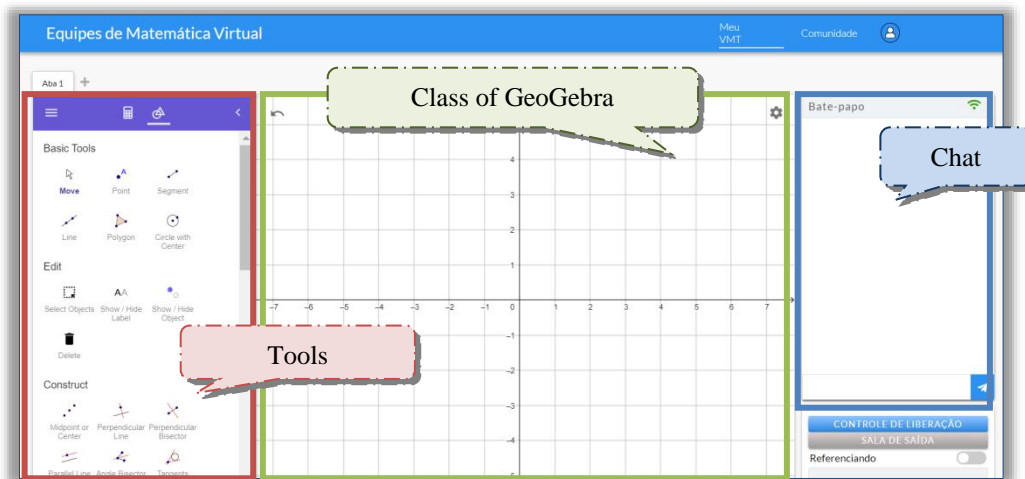 Equipes de Matemática Virtual
Meu
VMT
Comunidade
Aba 1 +
Class of GeoGebra
Bate-papo
Chat
Basic Tools
Move Point Segment
Line Polygon Circle with
Center
Edit
Select Objects Show / Hide Show / Hide
Label Object
Delete
Tools
Construct
Midpoint or Perpendicular Perpendicular
Center Line Bisector
Parallel Line Angle Bisector Tangents
4
3
2
1
-7 -6 -5 -4 -3 -2 -1 0 1 2 3 4 5 6 7
-1
-2
-3
-4
CONTROLE DE LIBERAÇÃO
SALA DE SAÍDA
Referenciando